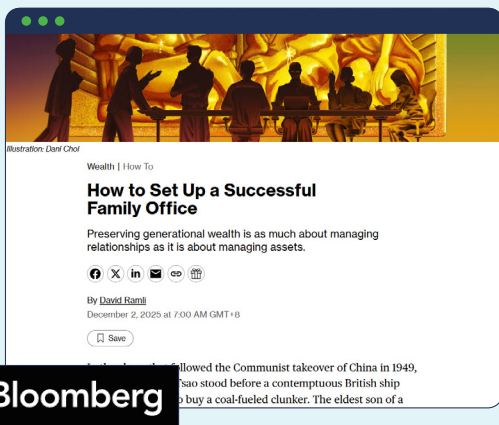 Illustration: Dani Choi
Wealth | How To
How to Set Up a Successful
Family Office
Preserving generational wealth is as much about managing
relationships as it is about managing assets.
By David Ramli
December 2, 2025 at 7:00 AM GMT+8
Save
followed the Communist takeover of China in 1949,
Tsao stood before a contemptuous British ship
buy a coal-fueled clunker. The eldest son of a
Bloomberg